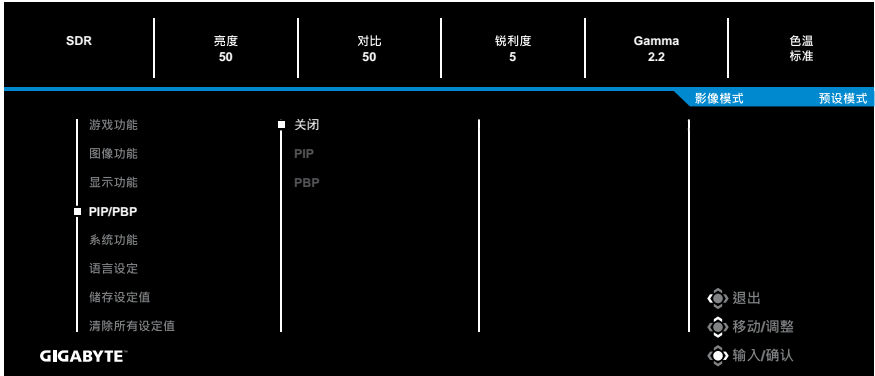 SDR 亮度 对比 锐利度 Gamma 色温
50 50 5 2.2 标准
影像模式 预设模式
游戏功能 关闭
图像功能 PIP
显示功能 PBP
PIP/PBP
系统功能
语言设定
储存设定值 退出
清除所有设定值 移动/调整
GIGABYTE™ 输入/确认